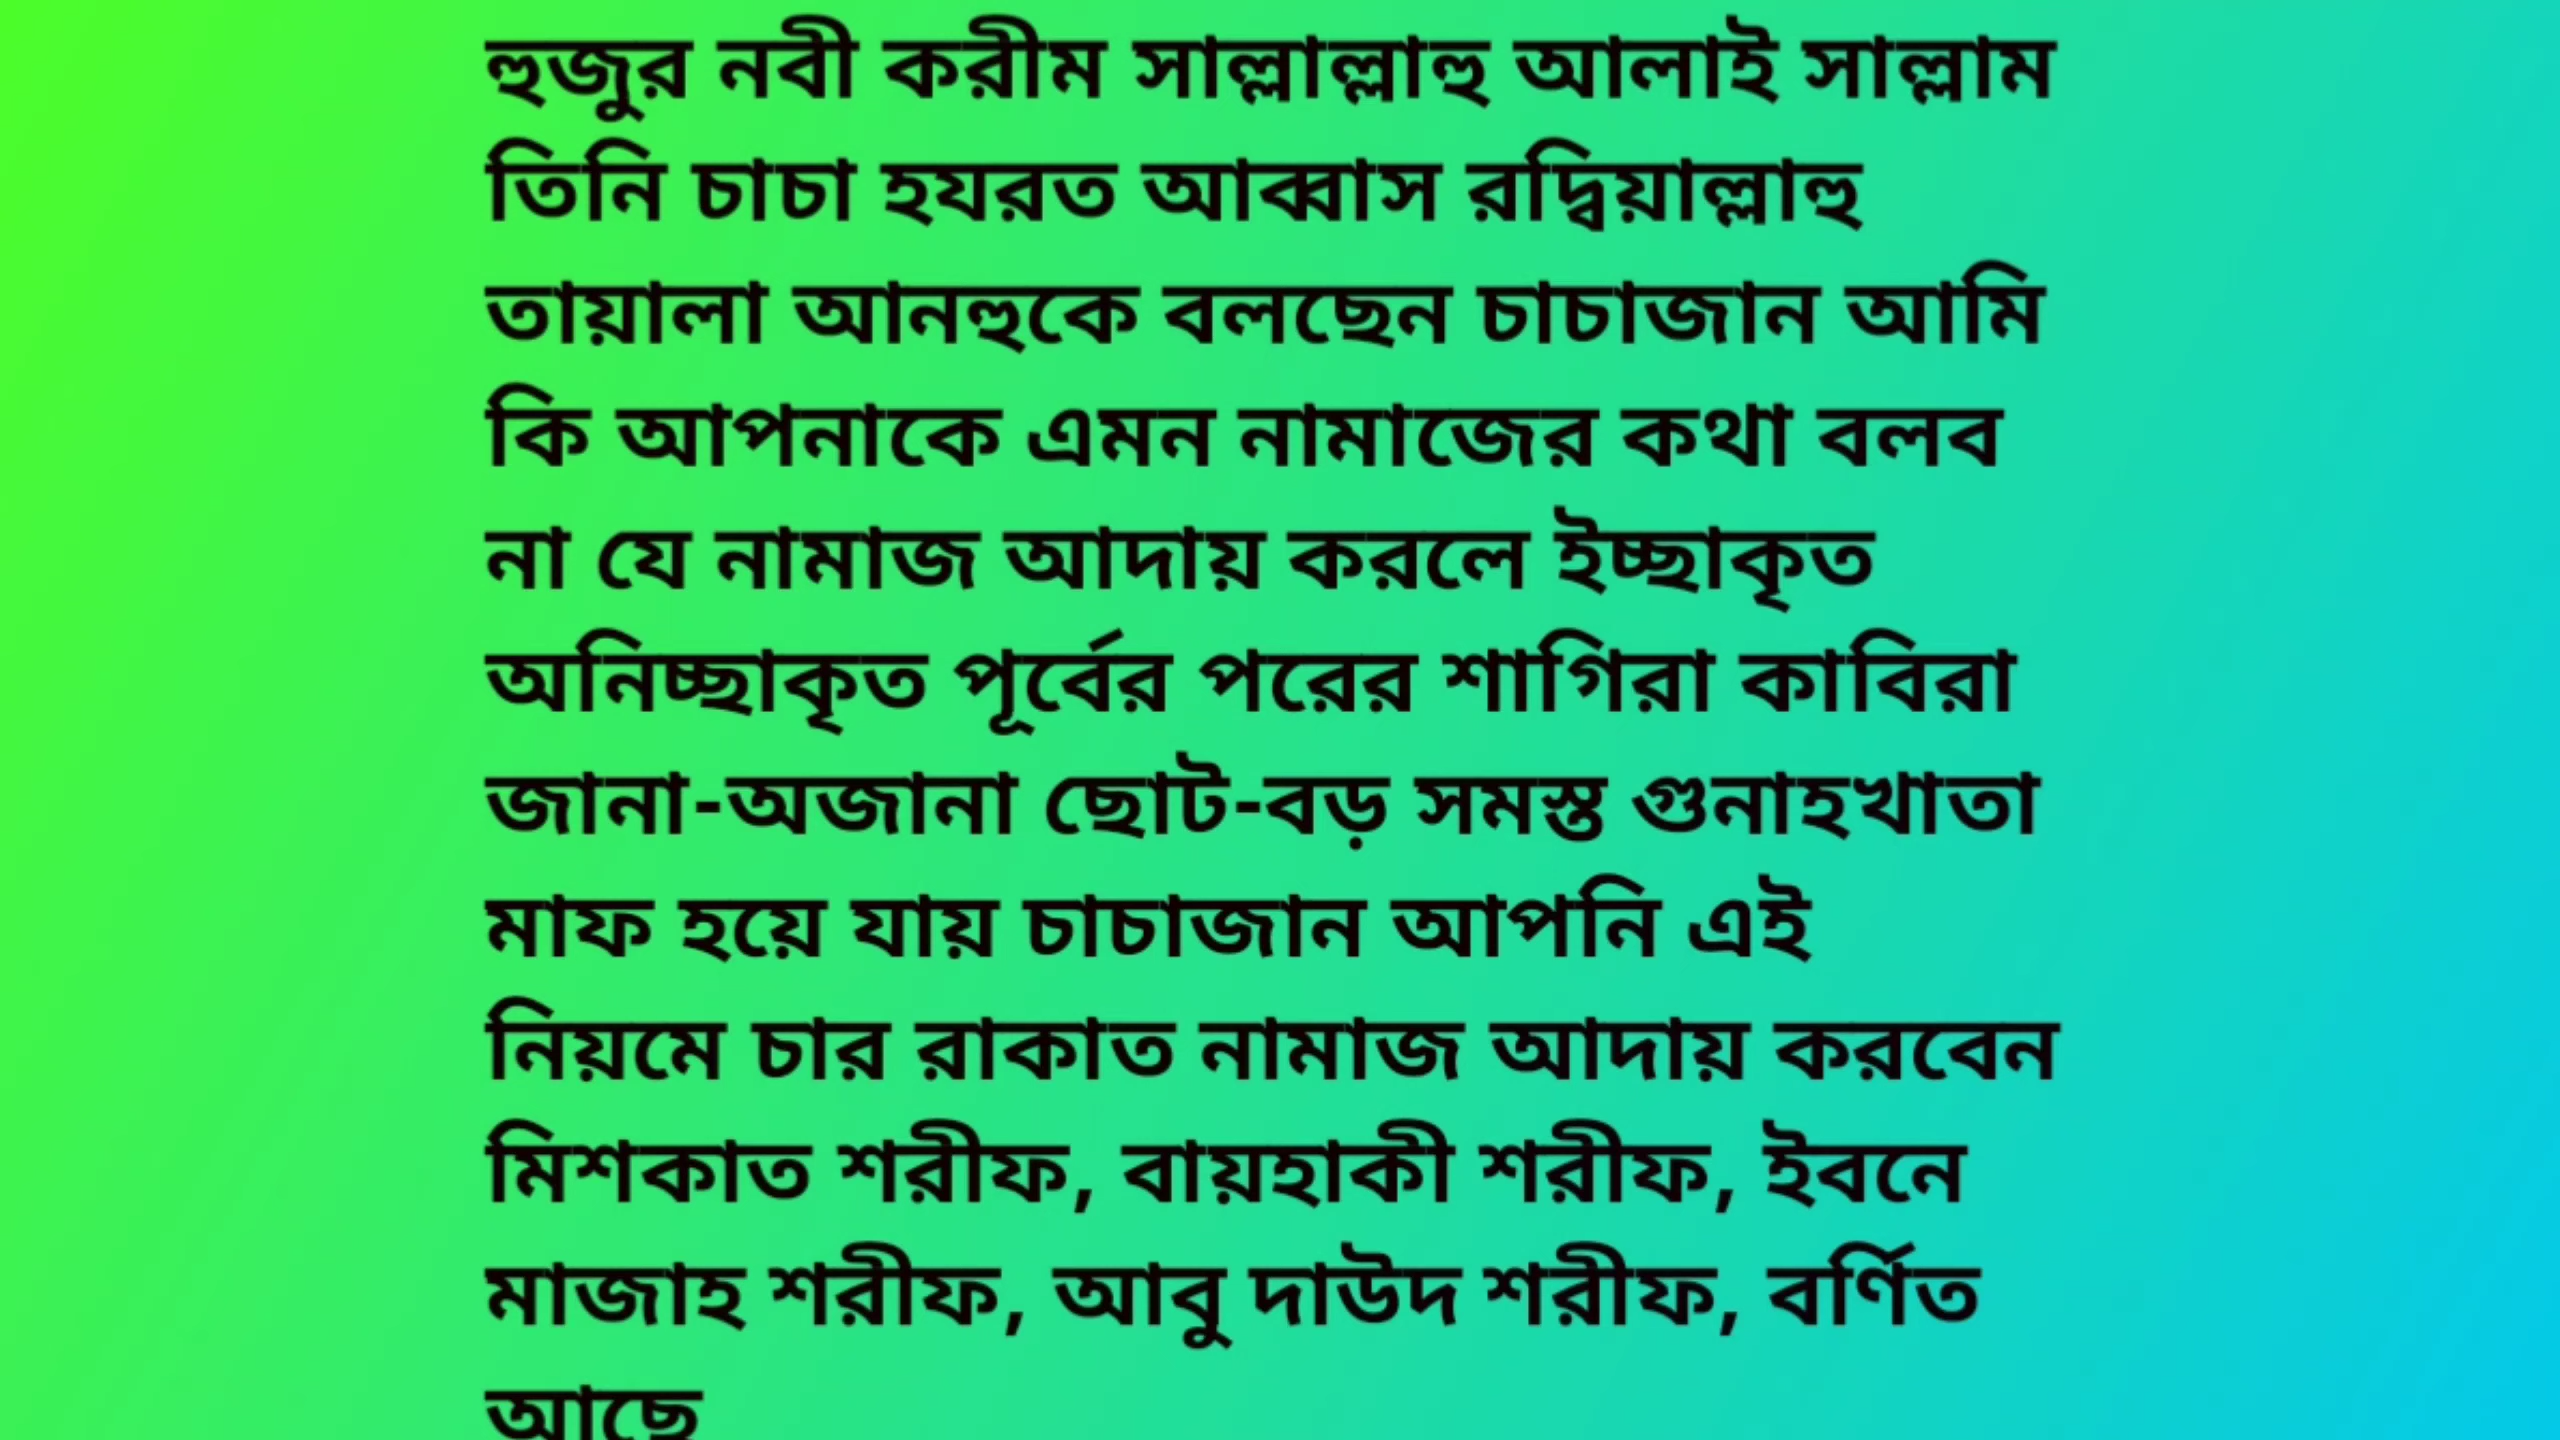 হুজুর নবী করীম সাল্লাল্লাহু আলাই সাল্লাম
তিনি চাচা হযরত আব্বাস রদ্বিয়াল্লাহু
তায়ালা আনহুকে বলছেন চাচাজান আমি
কি আপনাকে এমন নামাজের কথা বলব
না যে নামাজ আদায় করলে ইচ্ছাকৃত
অনিচ্ছাকৃত পূর্বের পরের শাগিরা কাবিরা
জানা-অজানা ছোট-বড় সমস্ত গুনাহখাতা
মাফ হয়ে যায় চাচাজান আপনি এই
নিয়মে চার রাকাত নামাজ আদায় করবেন
মিশকাত শরীফ, বায়হাকী শরীফ, ইবনে
মাজাহ শরীফ, আবু দাউদ শরীফ, বর্ণিত
আছে